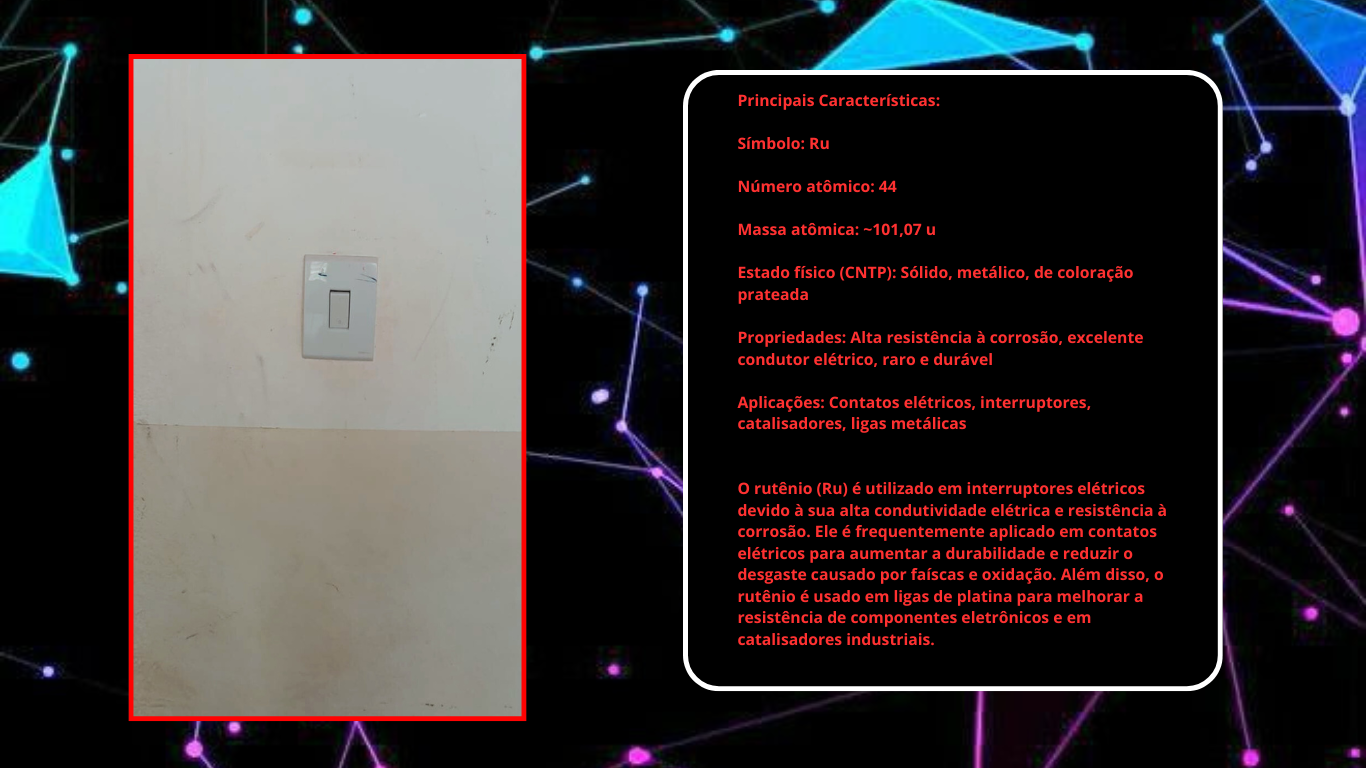 Principais Características:
Símbolo: Ru
Número atômico: 44
Massa atômica: ~101,07 u
Estado físico (CNTP): Sólido, metálico, de coloração
prateada
Propriedades: Alta resistência à corrosão, excelente
condutor elétrico, raro e durável
Aplicações: Contatos elétricos, interruptores,
catalisadores, ligas metálicas
O rutênio (Ru) é utilizado em interruptores elétricos
devido à sua alta condutividade elétrica e resistência à
corrosão. Ele é frequentemente aplicado em contatos
elétricos para aumentar a durabilidade e reduzir o
desgaste causado por faíscas e oxidação. Além disso, o
rutênio é usado em ligas de platina para melhorar a
resistência de componentes eletrônicos e em
catalisadores industriais.